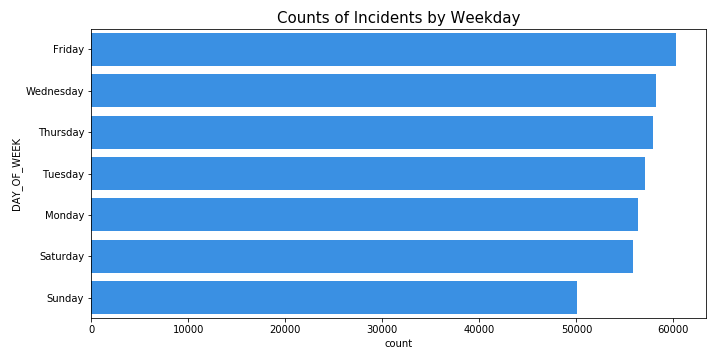 Counts of Incidents by Weekday
DAY_OF_WEEK
Friday
Wednesday
Thursday
Tuesday
Monday
Saturday
Sunday
0 10000 20000 30000 40000 50000 60000
count